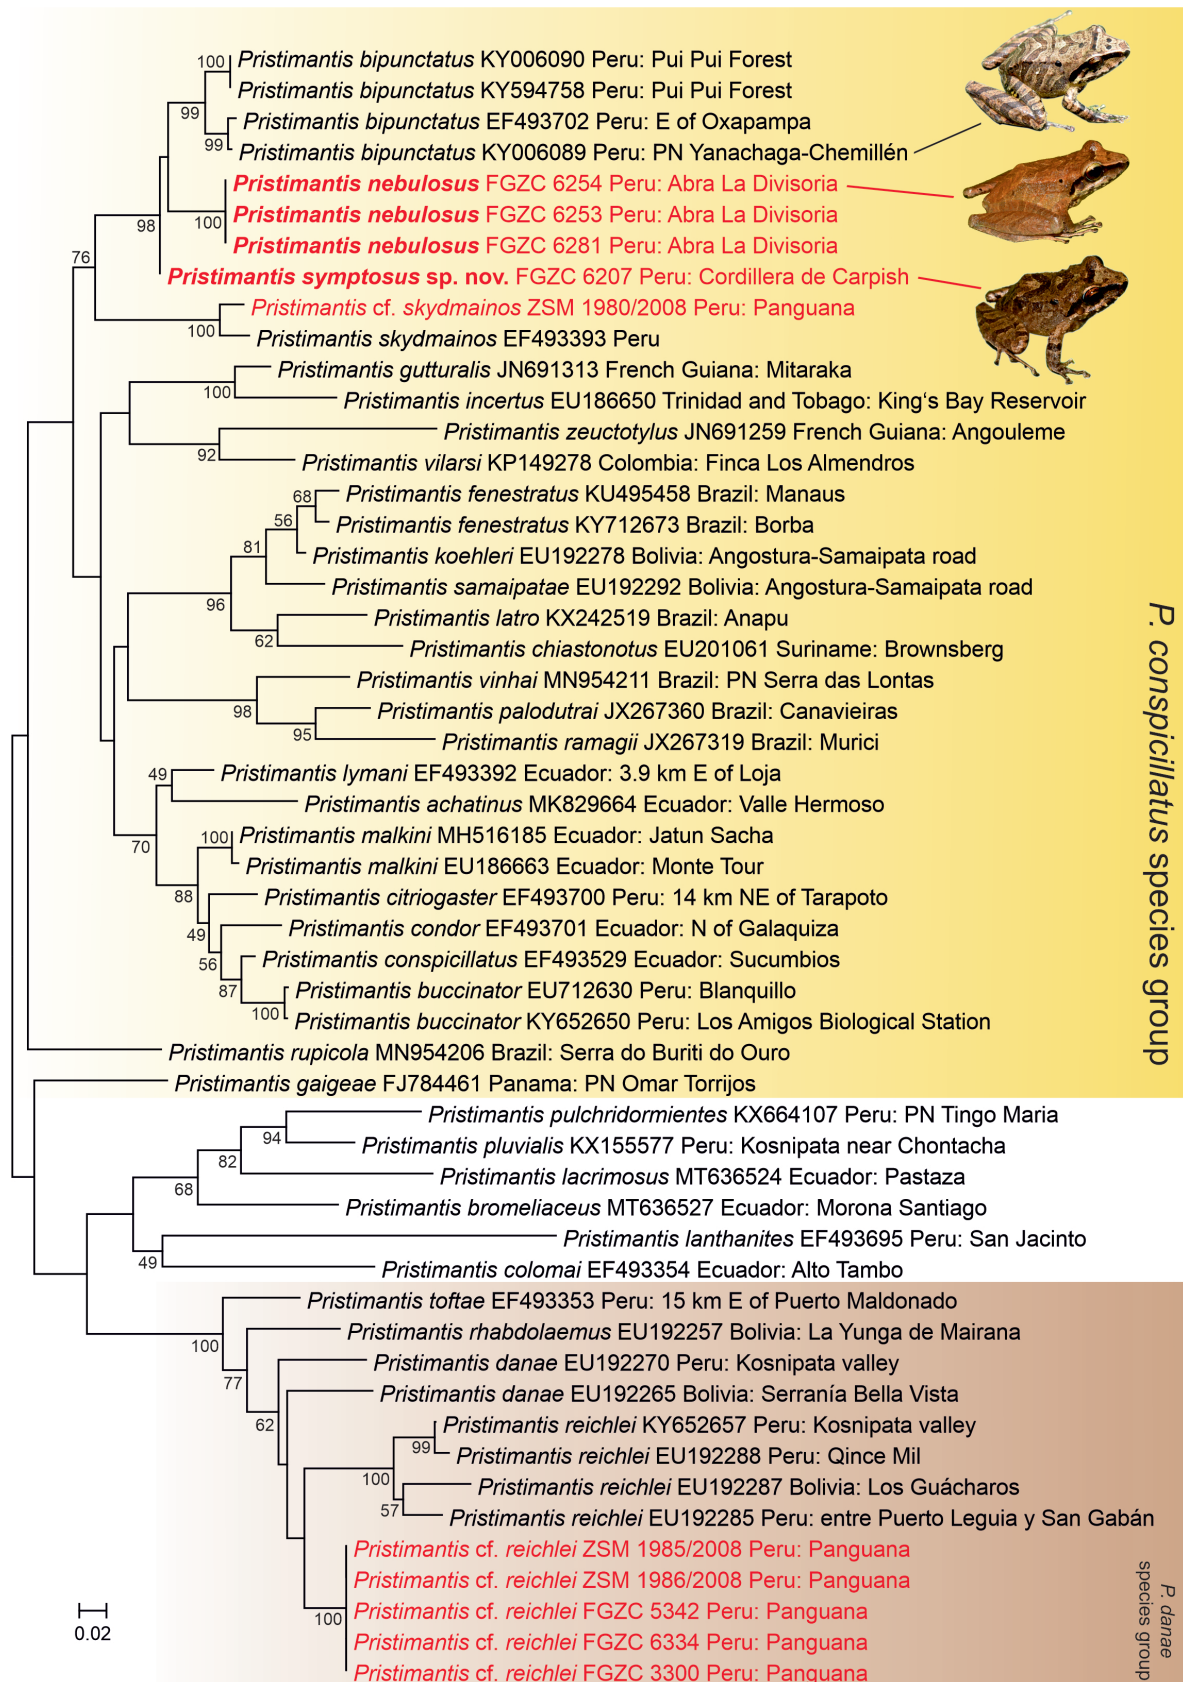 100
Pristimantis bipunctatus KY006090 Peru: Pui Pui Forest
Pristimantis bipunctatus KY594758 Peru: Pui Pui Forest
99
Pristimantis bipunctatus EF493702 Peru: E of Oxapampa
99
Pristimantis bipunctatus KY006089 Peru: PN Yanachaga-Chemillén
Pristimantis nebulosus FGZC 6254 Peru: Abra La Divisoria
100
Pristimantis nebulosus FGZC 6253 Peru: Abra La Divisoria
98
Pristimantis nebulosus FGZC 6281 Peru: Abra La Divisoria
76
Pristimantis symptosus sp. nov. FGZC 6207 Peru: Cordillera de Carpish
Pristimantis cf. skydmainos ZSM 1980/2008 Peru: Panguana
100
Pristimantis skydmainos EF493393 Peru
Pristimantis gutturalis JN691313 French Guiana: Mitaraka
100
Pristimantis incertus EU186650 Trinidad and Tobago: King‘s Bay Reservoir
Pristimantis zeuctotylus JN691259 French Guiana: Angouleme
92
Pristimantis vilarsi KP149278 Colombia: Finca Los Almendros
68
Pristimantis fenestratus KU495458 Brazil: Manaus
56
Pristimantis fenestratus KY712673 Brazil: Borba
81
Pristimantis koehleri EU192278 Bolivia: Angostura-Samaipata road
Pristimantis samaipatae EU192292 Bolivia: Angostura-Samaipata road
96
Pristimantis latro KX242519 Brazil: Anapu
62
Pristimantis chiastonotus EU201061 Suriname: Brownsberg
Pristimantis vinhai MN954211 Brazil: PN Serra das Lontas
98
Pristimantis palodutrai JX267360 Brazil: Canavieiras
95
Pristimantis ramagii JX267319 Brazil: Murici
49
Pristimantis lymani EF493392 Ecuador: 3.9 km E of Loja
Pristimantis achatinus MK829664 Ecuador: Valle Hermoso
70
100
Pristimantis malkini MH516185 Ecuador: Jatun Sacha
Pristimantis malkini EU186663 Ecuador: Monte Tour
88
Pristimantis citriogaster EF493700 Peru: 14 km NE of Tarapoto
49
Pristimantis condor EF493701 Ecuador: N of Galaquiza
56
Pristimantis conspicillatus EF493529 Ecuador: Sucumbios
87
Pristimantis buccinator EU712630 Peru: Blanquillo
100
Pristimantis buccinator KY652650 Peru: Los Amigos Biological Station
Pristimantis rupicola MN954206 Brazil: Serra do Buriti do Ouro
Pristimantis gaigeae FJ784461 Panama: PN Omar Torrijos
P. conspicillatus species group
Pristimantis pulchridormientes KX664107 Peru: PN Tingo Maria
94
Pristimantis pluvialis KX155577 Peru: Kosnipata near Chontacha
82
Pristimantis lacrimosus MT636524 Ecuador: Pastaza
68
Pristimantis bromeliaceus MT636527 Ecuador: Morona Santiago
Pristimantis lanthanites EF493695 Peru: San Jacinto
49
Pristimantis colomai EF493354 Ecuador: Alto Tambo
Pristimantis toftae EF493353 Peru: 15 km E of Puerto Maldonado
100
Pristimantis rhabdolaemus EU192257 Bolivia: La Yunga de Mairana
77
Pristimantis danae EU192270 Peru: Kosnipata valley
62
Pristimantis danae EU192265 Bolivia: Serranía Bella Vista
Pristimantis reichlei KY652657 Peru: Kosnipata valley
99
Pristimantis reichlei EU192288 Peru: Qince Mil
100
Pristimantis reichlei EU192287 Bolivia: Los Guácharos
57
Pristimantis reichlei EU192285 Peru: entre Puerto Leguia y San Gabán
Pristimantis cf. reichlei ZSM 1985/2008 Peru: Panguana
Pristimantis cf. reichlei ZSM 1986/2008 Peru: Panguana
100
Pristimantis cf. reichlei FGZC 5342 Peru: Panguana
Pristimantis cf. reichlei FGZC 6334 Peru: Panguana
Pristimantis cf. reichlei FGZC 3300 Peru: Panguana
P. danae
species group
0.02